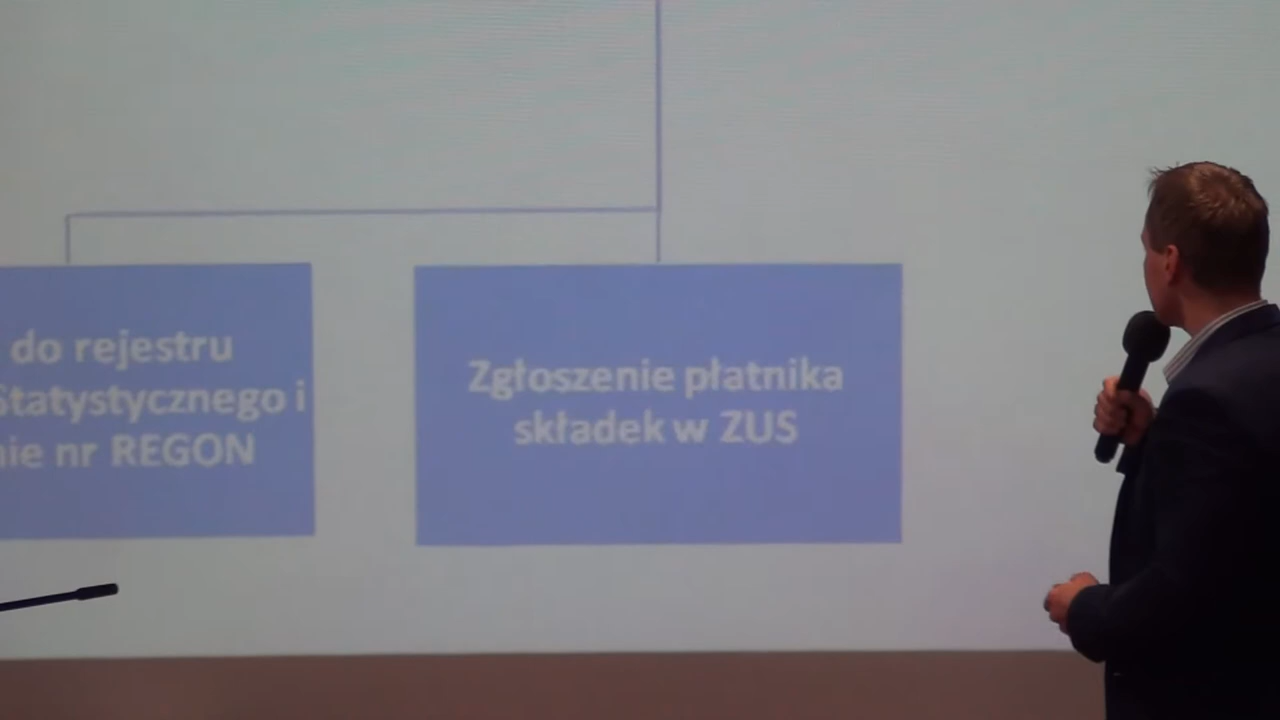 do rejestru
Statystycznego i
nie nr REGON
Zgłoszenie płatnika
składek w ZUS